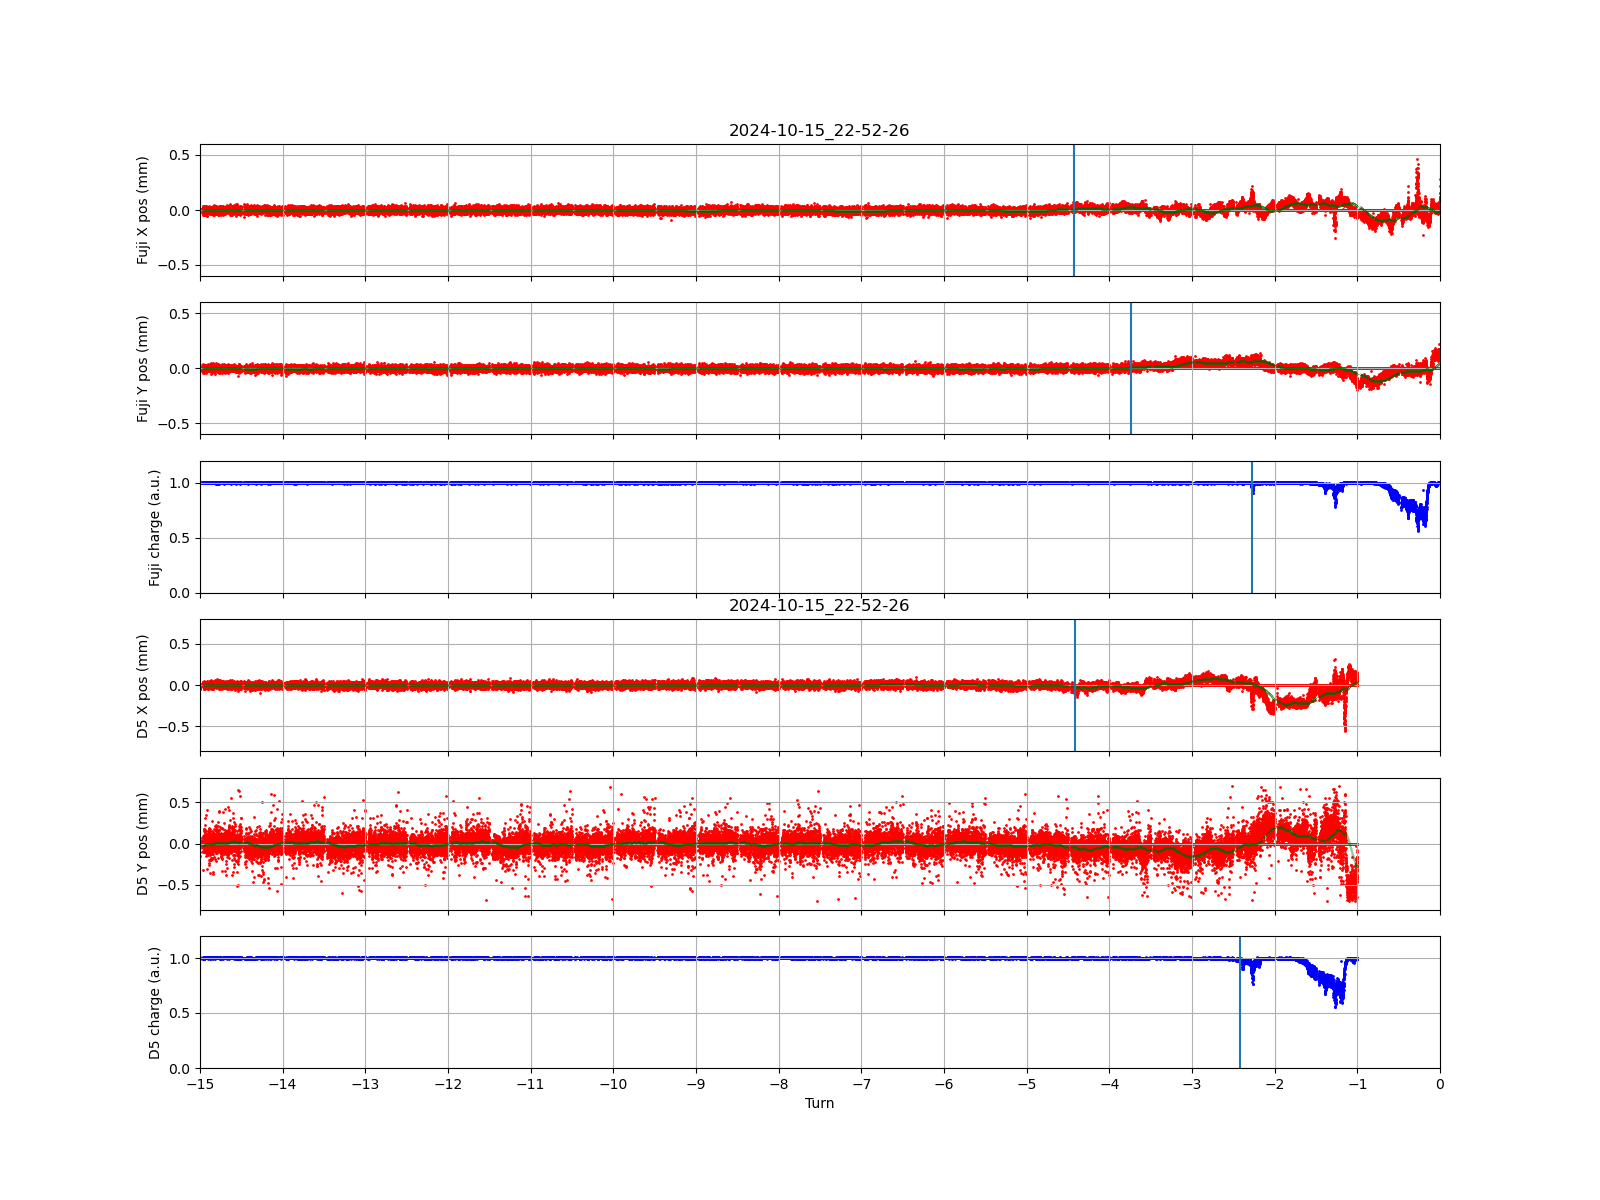 2024-10-15_22-52-26
Fuji X pos (mm)
0.5
0.0
−0.5
Fuji Y pos (mm)
0.5
0.0
−0.5
Fuji charge (a.u.)
1.0
0.5
0.0
2024-10-15_22-52-26
D5 X pos (mm)
0.5
0.0
−0.5
D5 Y pos (mm)
0.5
0.0
−0.5
D5 charge (a.u.)
1.0
0.5
0.0
−15 −14 −13 −12 −11 −10 −9 −8 −7 −6 −5 −4 −3 −2 −1 0
Turn